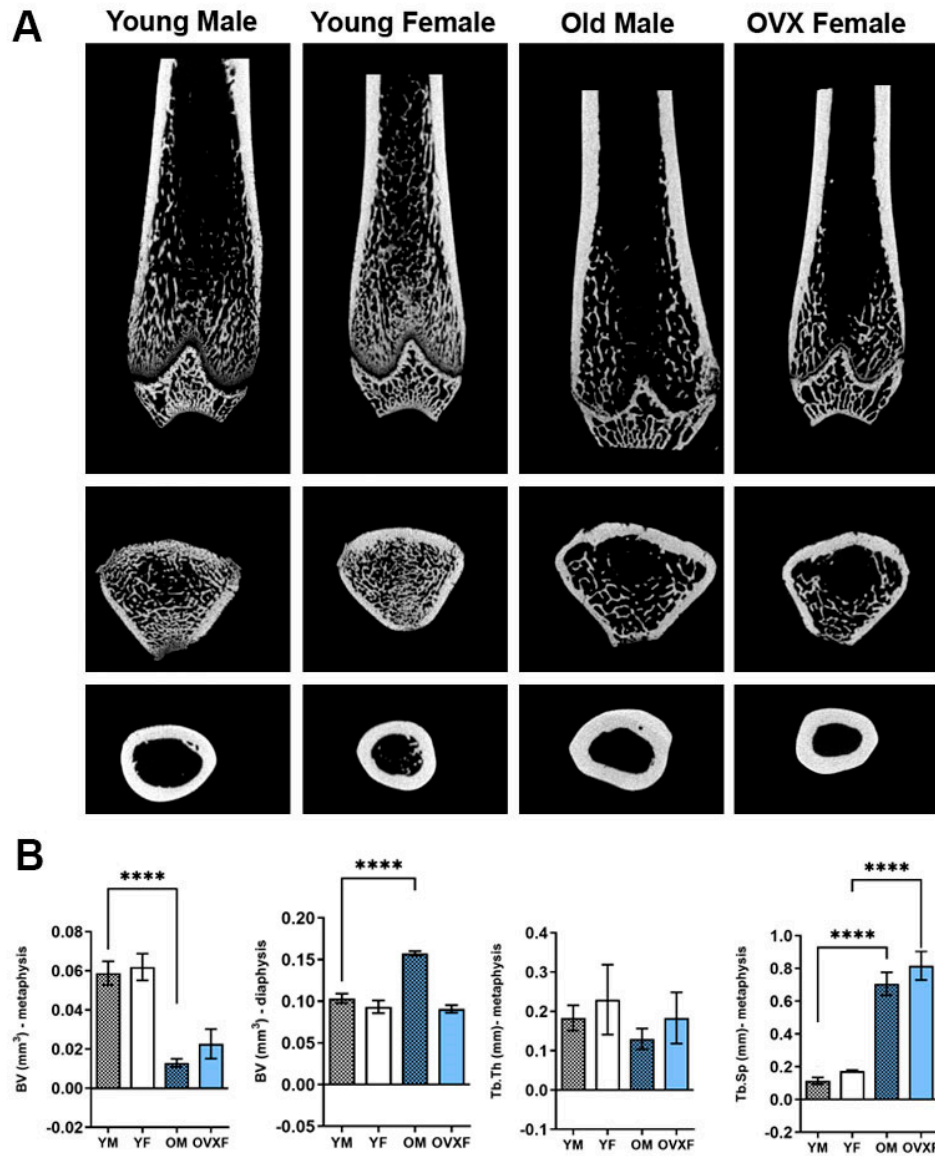 A
Young Male Young Female Old Male OVX Female
B
****
BV (mm³) - metaphysis
0.08
0.06
0.04
0.02
0.00
-0.02
YM YF OM OVXF
****
BV (mm³) - diaphysis
0.20
0.15
0.10
0.05
0.00
-0.05
YM YF OM OVXF
Tb.Th (mm)- metaphysis
0.4
0.3
0.2
0.1
0.0
-0.1
YM YF OM OVXF
****
****
Tb.Sp (mm)- metaphysis
1.0
0.8
0.6
0.4
0.2
0.0
-0.2
YM YF OM OVXF